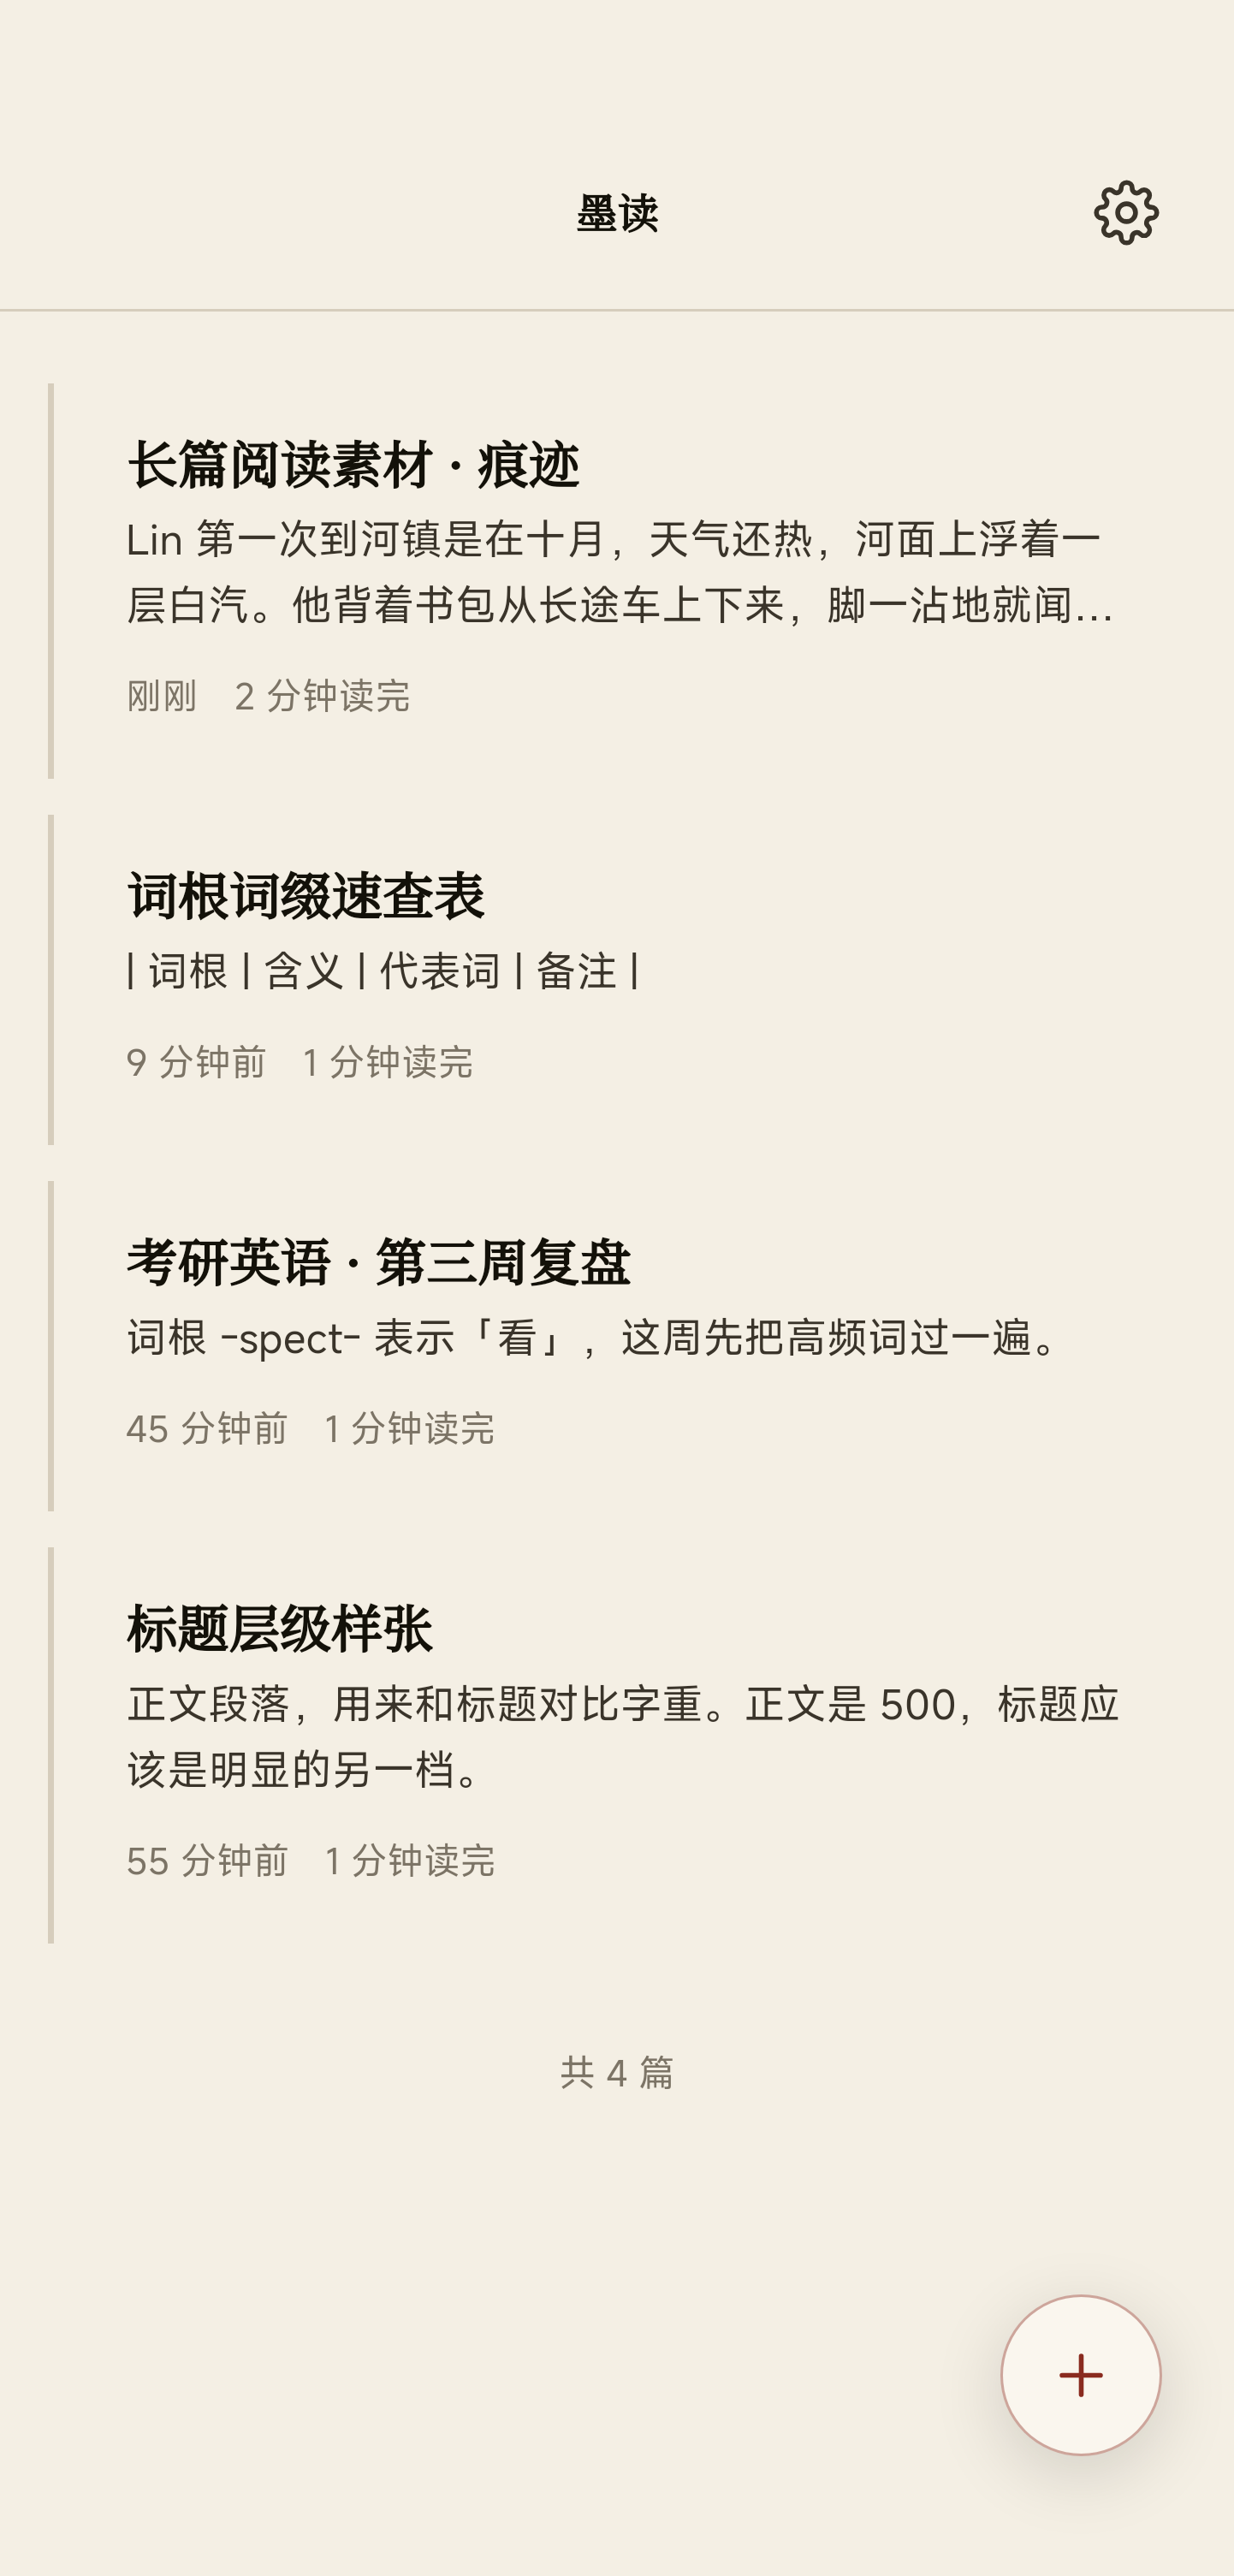 墨读
长篇阅读素材 · 痕迹
Lin 第一次到河镇是在十月，天气还热，河面上浮着一
层白汽。他背着书包从长途车上下来，脚一沾地就闻…
刚刚 2 分钟读完
词根词缀速查表
| 词根 | 含义 | 代表词 | 备注 |
9 分钟前 1 分钟读完
考研英语 · 第三周复盘
词根 -spect- 表示「看」，这周先把高频词过一遍。
45 分钟前 1 分钟读完
标题层级样张
正文段落，用来和标题对比字重。正文是 500，标题应
该是明显的另一档。
55 分钟前 1 分钟读完
共 4 篇